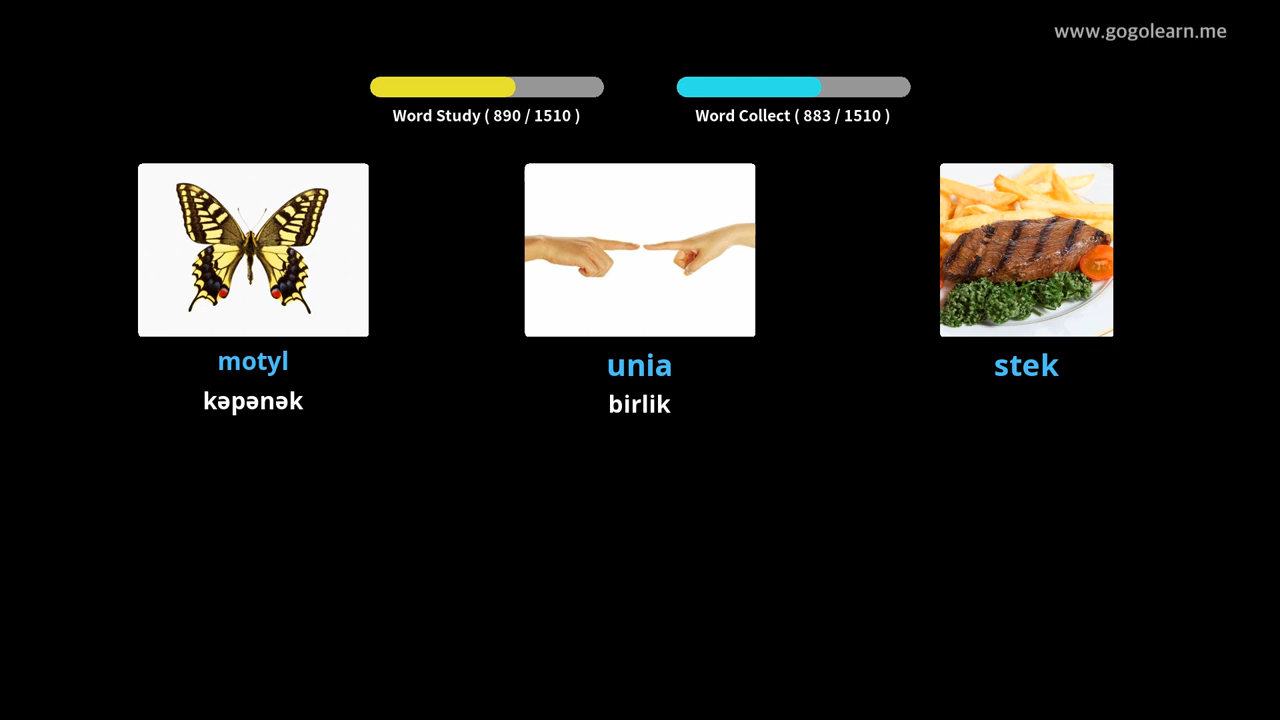 www.gogolearn.me
Word Study ( 890 / 1510 )
Word Collect ( 883 / 1510 )
motyl
kəpənək
unia
birlik
stek